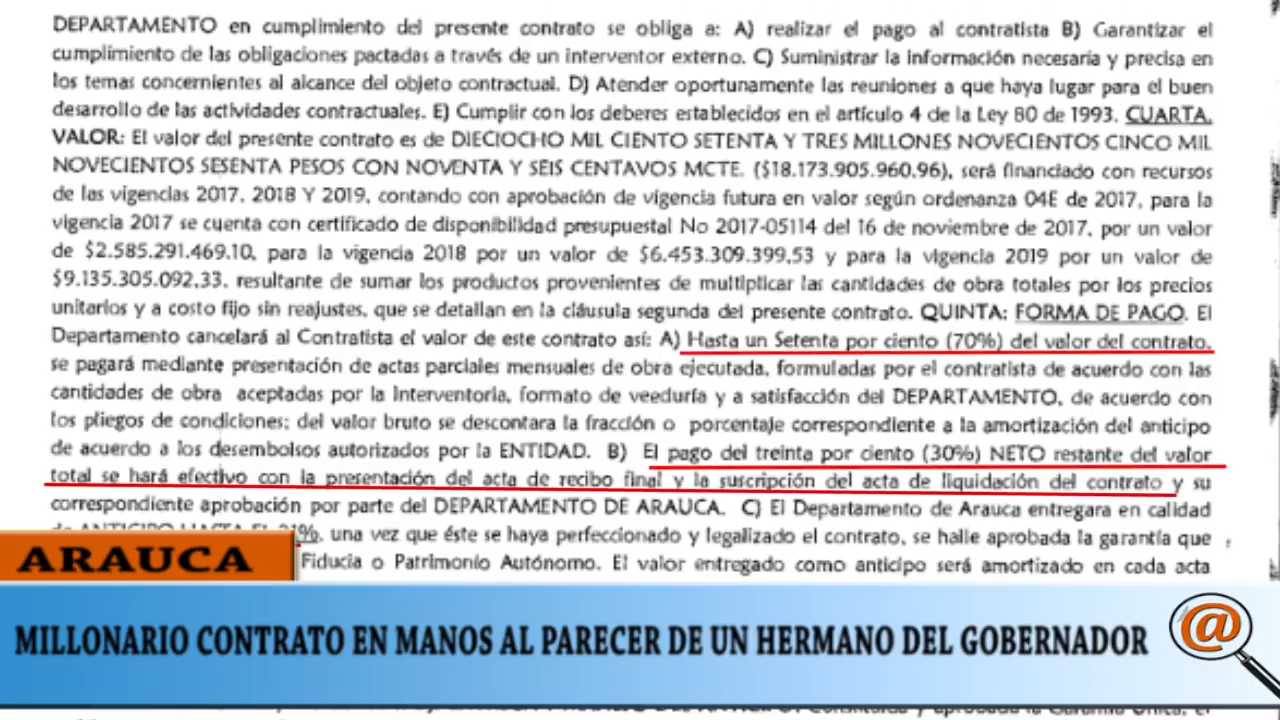 DEPARTAMENTO en cumplimiento del presente contrato se obliga a: A) realizar el pago al contratista B) Garantizar el
cumplimiento de las obligaciones pactadas a través de un interventor externo. C) Suministrar la información necesaria y precisa en
los temas concernientes al alcance del objeto contractual. D) Atender oportunamente las reuniones a que haya lugar para el buen
desarrollo de las actividades contractuales. E) Cumplir con los deberes establecidos en el artículo 4 de la Ley 80 de 1993. CUARTA.
VALOR: El valor del presente contrato es de DIECIOCHO MIL CIENTO SETENTA Y TRES MILLONES NOVECIENTOS CINCO MIL
NOVECIENTOS SESENTA PESOS CON NOVENTA Y SEIS CENTAVOS MCTE. ($18.173.905.960,96), será financiado con recursos
de las vigencias 2017, 2018 Y 2019, contando con aprobación de vigencia futura en valor según ordenanza 04E de 2017, para la
vigencia 2017 se cuenta con certificado de disponibilidad presupuestal No 2017-05114 del 16 de noviembre de 2017, por un valor
de $2.585.291.469.10, para la vigencia 2018 por un valor de $6.453.309.399,53 y para la vigencia 2019 por un valor de
$9.135.305.092,33, resultante de sumar los productos provenientes de multiplicar las cantidades de obra totales por los precios
unitarios y a costo fijo sin reajustes, que se detallan en la cláusula segunda del presente contrato. QUINTA: FORMA DE PAGO. El
Departamento cancelará al Contratista el valor de este contrato así: A) Hasta un Setenta por ciento (70%) del valor del contrato,
se pagará mediante presentación de actas parciales mensuales de obra ejecutada, formuladas por el contratista de acuerdo con las
cantidades de obra aceptadas por la Interventoría, formato de veeduría y a satisfacción del DEPARTAMENTO, de acuerdo con
los pliegos de condiciones; del valor bruto se descontara la fracción o porcentaje correspondiente a la amortización del anticipo
de acuerdo a los desembolsos autorizados por la ENTIDAD. B) El pago del treinta por ciento (30%) NETO restante del valor
total se hará efectivo con la presentación del acta de recibo final y la suscripción del acta de liquidación del contrato y su
correspondiente aprobación por parte del DEPARTAMENTO DE ARAUCA. C) El Departamento de Arauca entregara en calidad
una vez que éste se haya perfeccionado y legalizado el contrato, se halle aprobada la garantía que
Fiducia o Patrimonio Autónomo. El valor entregado como anticipo será amortizado en cada acta
ARAUCA
MILLONARIO CONTRATO EN MANOS AL PARECER DE UN HERMANO DEL GOBERNADOR
@